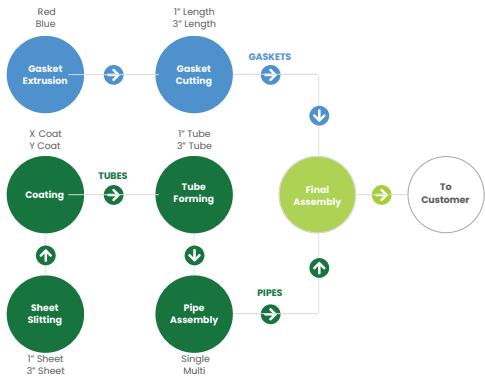 Red
Blue
1” Length
3” Length
Gasket
Extrusion
Gasket
Cutting
GASKETS
X Coat
Y Coat
1” Tube
3” Tube
Coating
TUBES
Tube
Forming
Final
Assembly
To
Customer
Sheet
Slitting
Pipe
Assembly
PIPES
1” Sheet
3” Sheet
Single
Multi